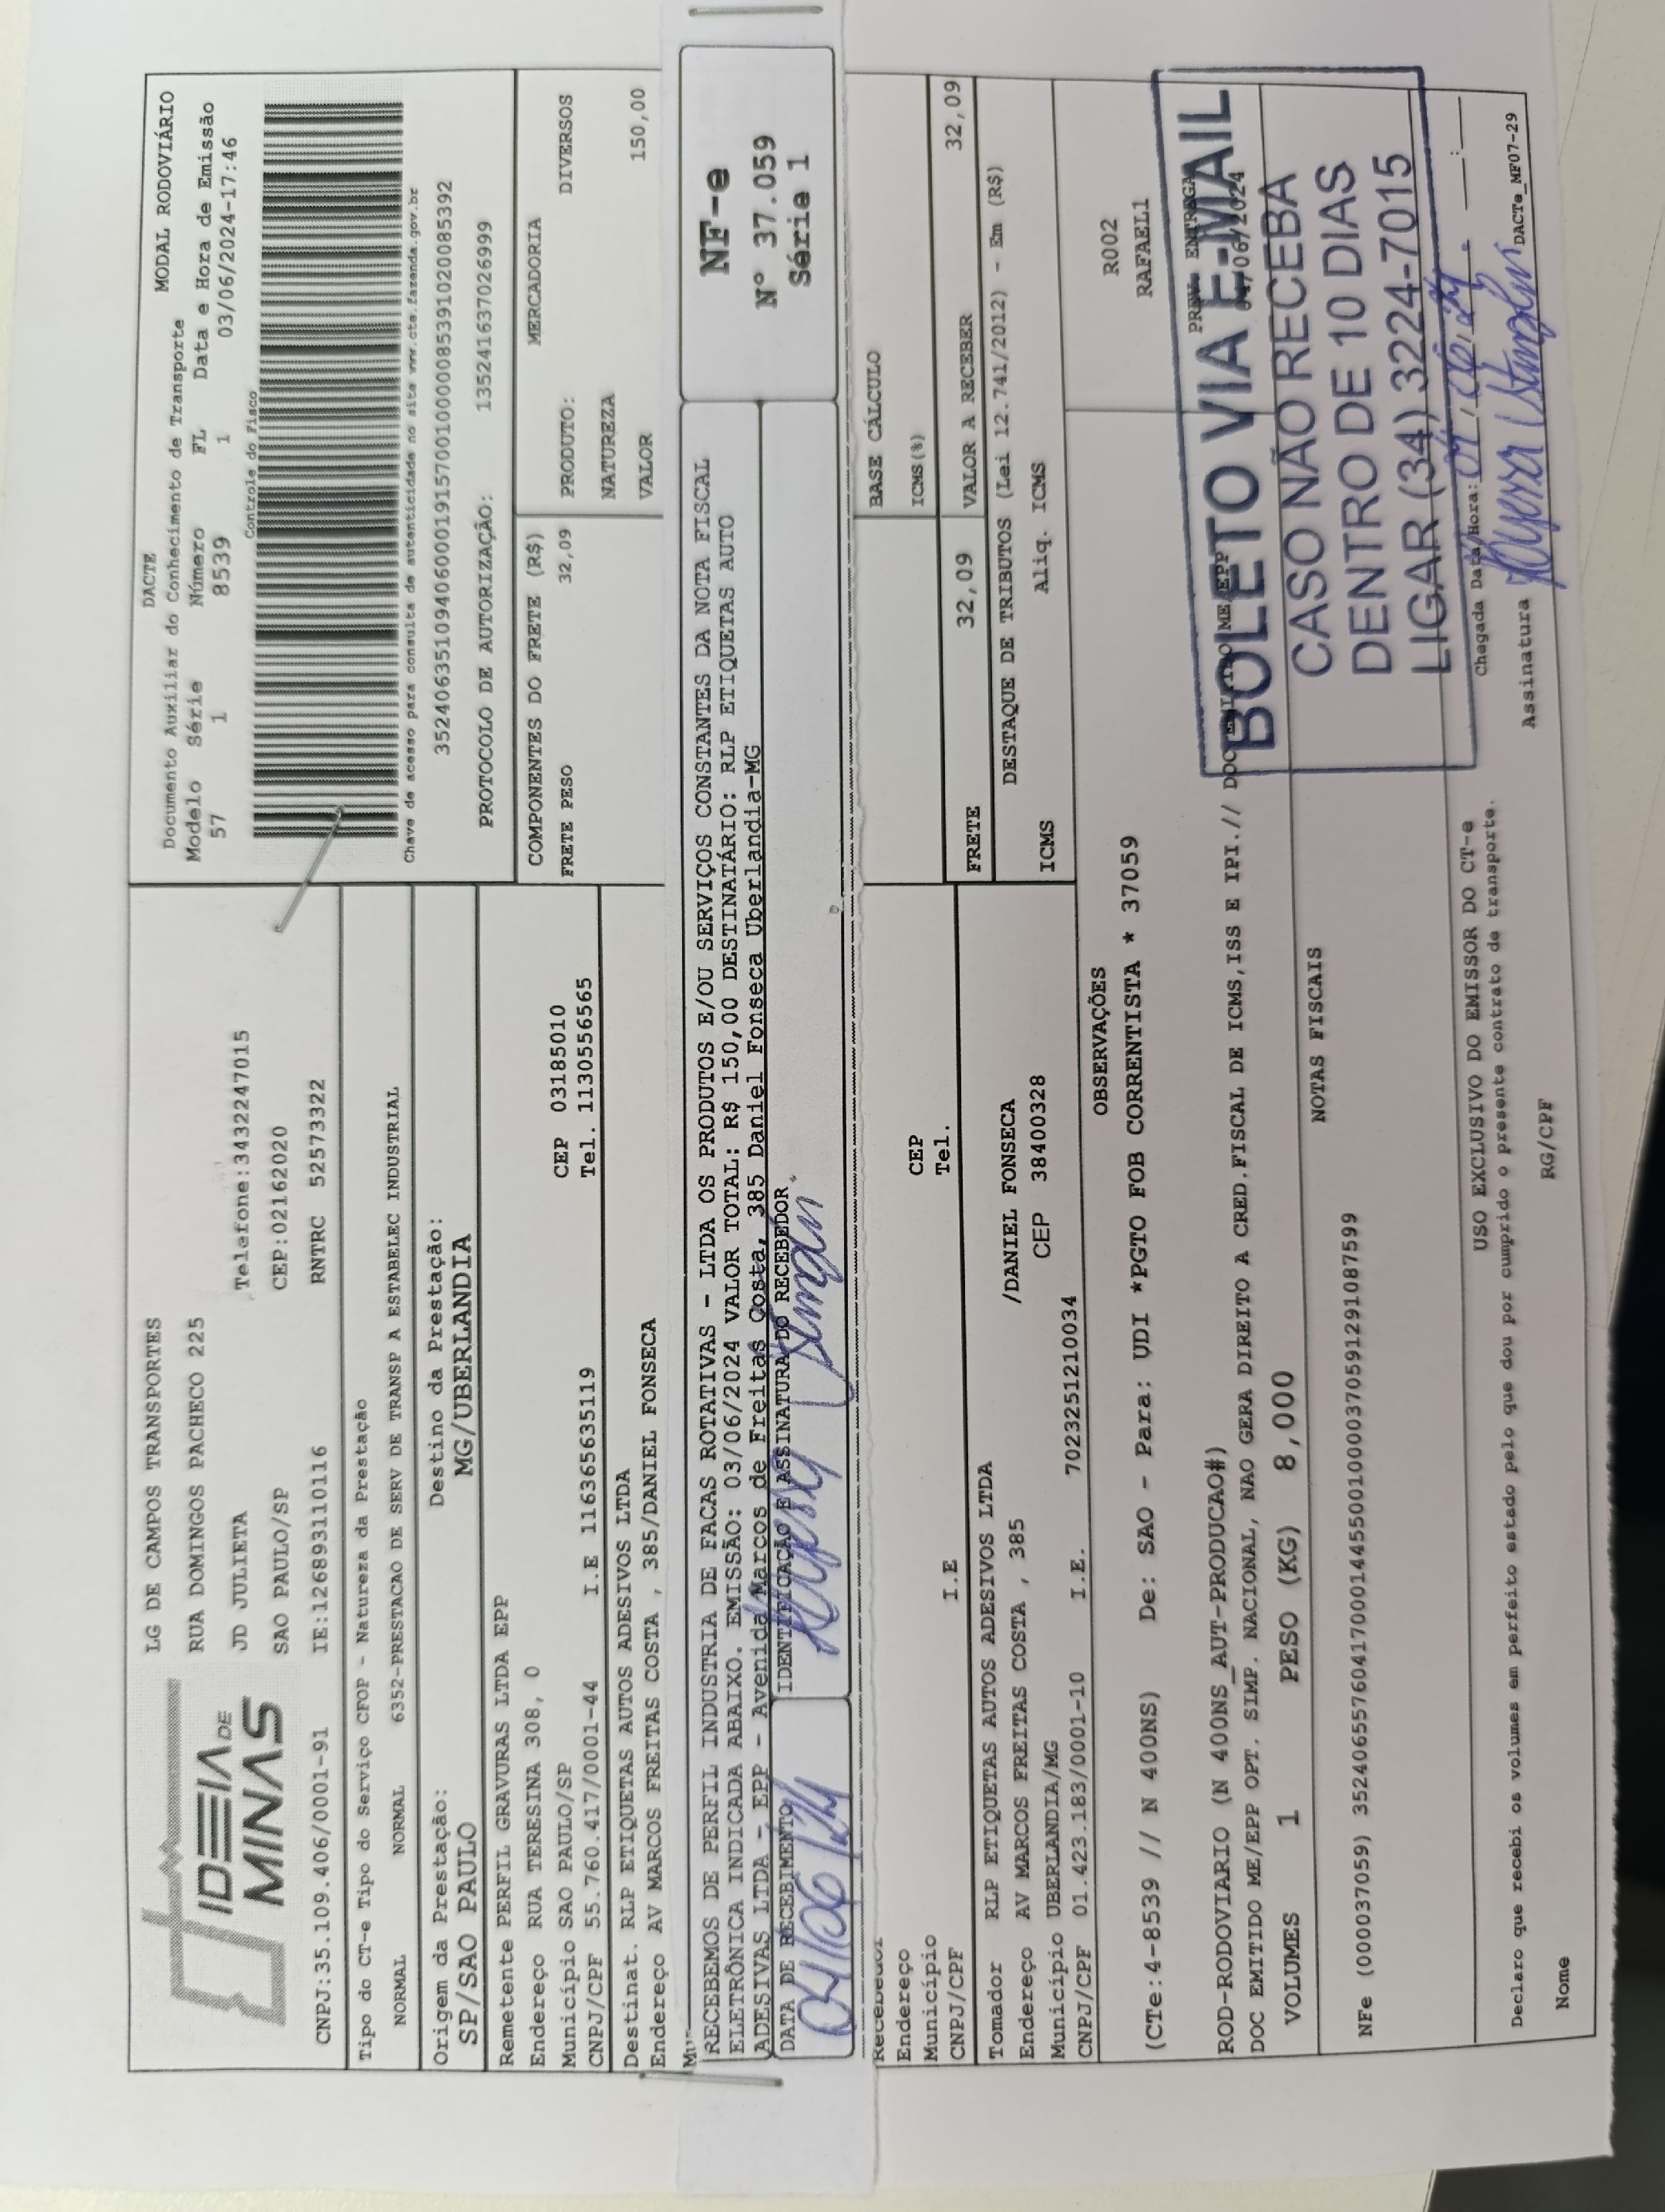 IDEIA DE
MINAS
LG DE CAMPOS TRANSPORTES
RUA DOMINGOS PACHECO 225
JD JULIETA Telefone:3432247015
SAO PAULO/SP CEP:02162020
CNPJ:35.109.406/0001-91 IE:126893110116 RNTRC 52573322
DACTE MODAL RODOVIÁRIO
Documento Auxiliar do Conhecimento de Transporte
Modelo Série Número FL Data e Hora de Emissão
57 1 8539 1 03/06/2024-17:46
Controle do Fisco
Chave de acesso para consulta de autenticidade no site www.cte.fazenda.gov.br
35240635109406000191570010000085391020085392
PROTOCOLO DE AUTORIZAÇÃO: 135241637026999
Tipo do CT-e Tipo do Serviço CFOP - Natureza da Prestação
NORMAL NORMAL 6352-PRESTACAO DE SERV DE TRANSP A ESTABELEC INDUSTRIAL
Origem da Prestação: Destino da Prestação:
SP/SAO PAULO MG/UBERLANDIA
Remetente PERFIL GRAVURAS LTDA EPP
Endereço RUA TERESINA 308, 0
Município SAO PAULO/SP CEP 03185010
CNPJ/CPF 55.760.417/0001-44 I.E 116365635119 Tel. 1130556565
Destinat. RLP ETIQUETAS AUTOS ADESIVOS LTDA
Endereço AV MARCOS FREITAS COSTA , 385/DANIEL FONSECA
COMPONENTES DO FRETE (R$) MERCADORIA
FRETE PESO 32,09 PRODUTO: DIVERSOS
NATUREZA
VALOR 150,00
RECEBEMOS DE PERFIL INDUSTRIA DE FACAS ROTATIVAS - LTDA OS PRODUTOS E/OU SERVIÇOS CONSTANTES DA NOTA FISCAL
ELETRÔNICA INDICADA ABAIXO. EMISSÃO: 03/06/2024 VALOR TOTAL: R$ 150,00 DESTINATÁRIO: RLP ETIQUETAS AUTO
ADESIVAS LTDA - EPP - Avenida Marcos de Freitas Costa, 385 Daniel Fonseca Uberlandia-MG
DATA DE RECEBIMENTO IDENTIFICAÇÃO E ASSINATURA DO RECEBEDOR
04/06/24
NF-e
N° 37.059
Série 1
Recebedor
Endereço
Município CEP
CNPJ/CPF I.E Tel.
BASE CÁLCULO
ICMS(%)
FRETE 32,09 VALOR A RECEBER 32,09
DESTAQUE DE TRIBUTOS (Lei 12.741/2012) - Em (R$)
ICMS Aliq. ICMS
Tomador RLP ETIQUETAS AUTOS ADESIVOS LTDA
Endereço AV MARCOS FREITAS COSTA , 385 /DANIEL FONSECA
Município UBERLANDIA/MG CEP 38400328
CNPJ/CPF 01.423.183/0001-10 I.E. 7023251210034
OBSERVAÇÕES
R002
(CTe:4-8539 // N 400NS) De: SAO - Para: UDI *PGTO FOB CORRENTISTA * 37059 RAFAEL1
PREV. ENTREGA
04/06/2024
ROD-RODOVIARIO (N 400NS_AUT-PRODUCAO#)
DOC EMITIDO ME/EPP OPT. SIMP. NACIONAL, NAO GERA DIREITO A CRED.FISCAL DE ICMS,ISS E IPI.// DOC EMITIDO ME/EPP
VOLUMES 1 PESO (KG) 8,000
BOLETO VIA E-MAIL
CASO NÃO RECEBA
DENTRO DE 10 DIAS
LIGAR (34) 3224-7015
NOTAS FISCAIS
NFe (000037059) 35240655760417000144550010000370591291087599
USO EXCLUSIVO DO EMISSOR DO CT-e
Declaro que recebi os volumes em perfeito estado pelo que dou por cumprido o presente contrato de transporte.
Chegada Data/Hora:
Nome RG/CPF Assinatura
DACTe_MF07-29